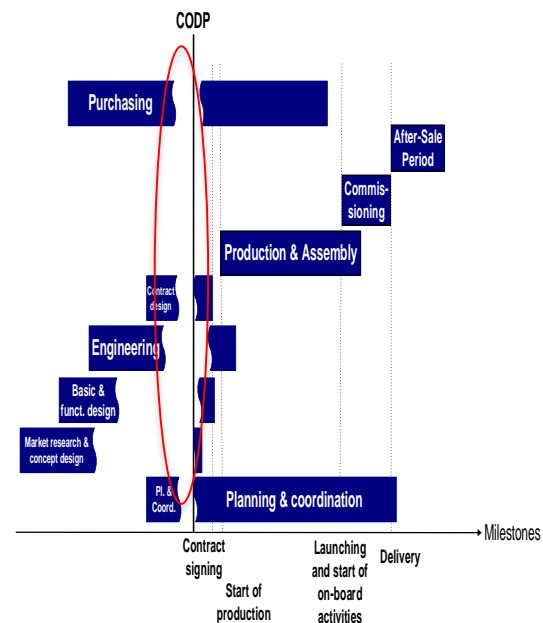 CODP
Purchasing
After-Sale
Period
Commis-
sioning
Production & Assembly
Contract
design
Engineering
Basic &
funct. design
Market research &
concept design
Pl. &
Coord.
Planning & coordination
Milestones
Contract
signing
Launching
and start of
on-board
activities
Delivery
Start of
production